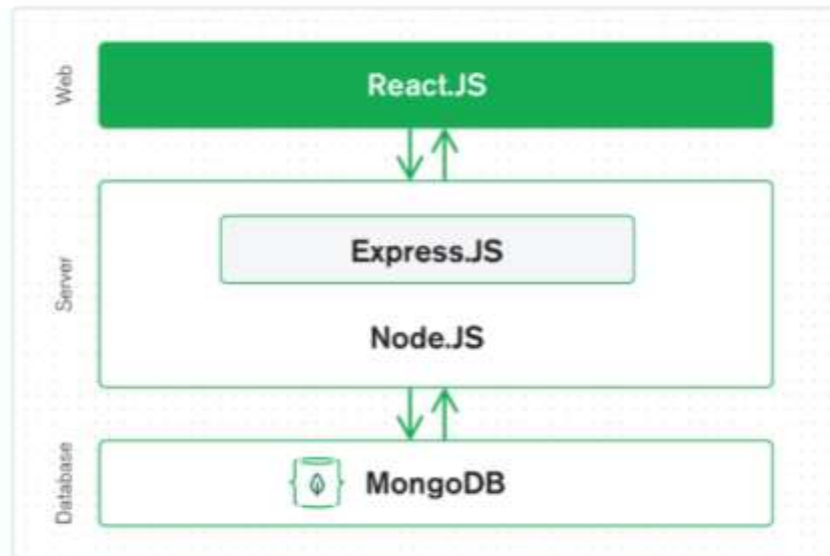 Web
React.JS
Server
Express.JS
Node.JS
Database
MongoDB